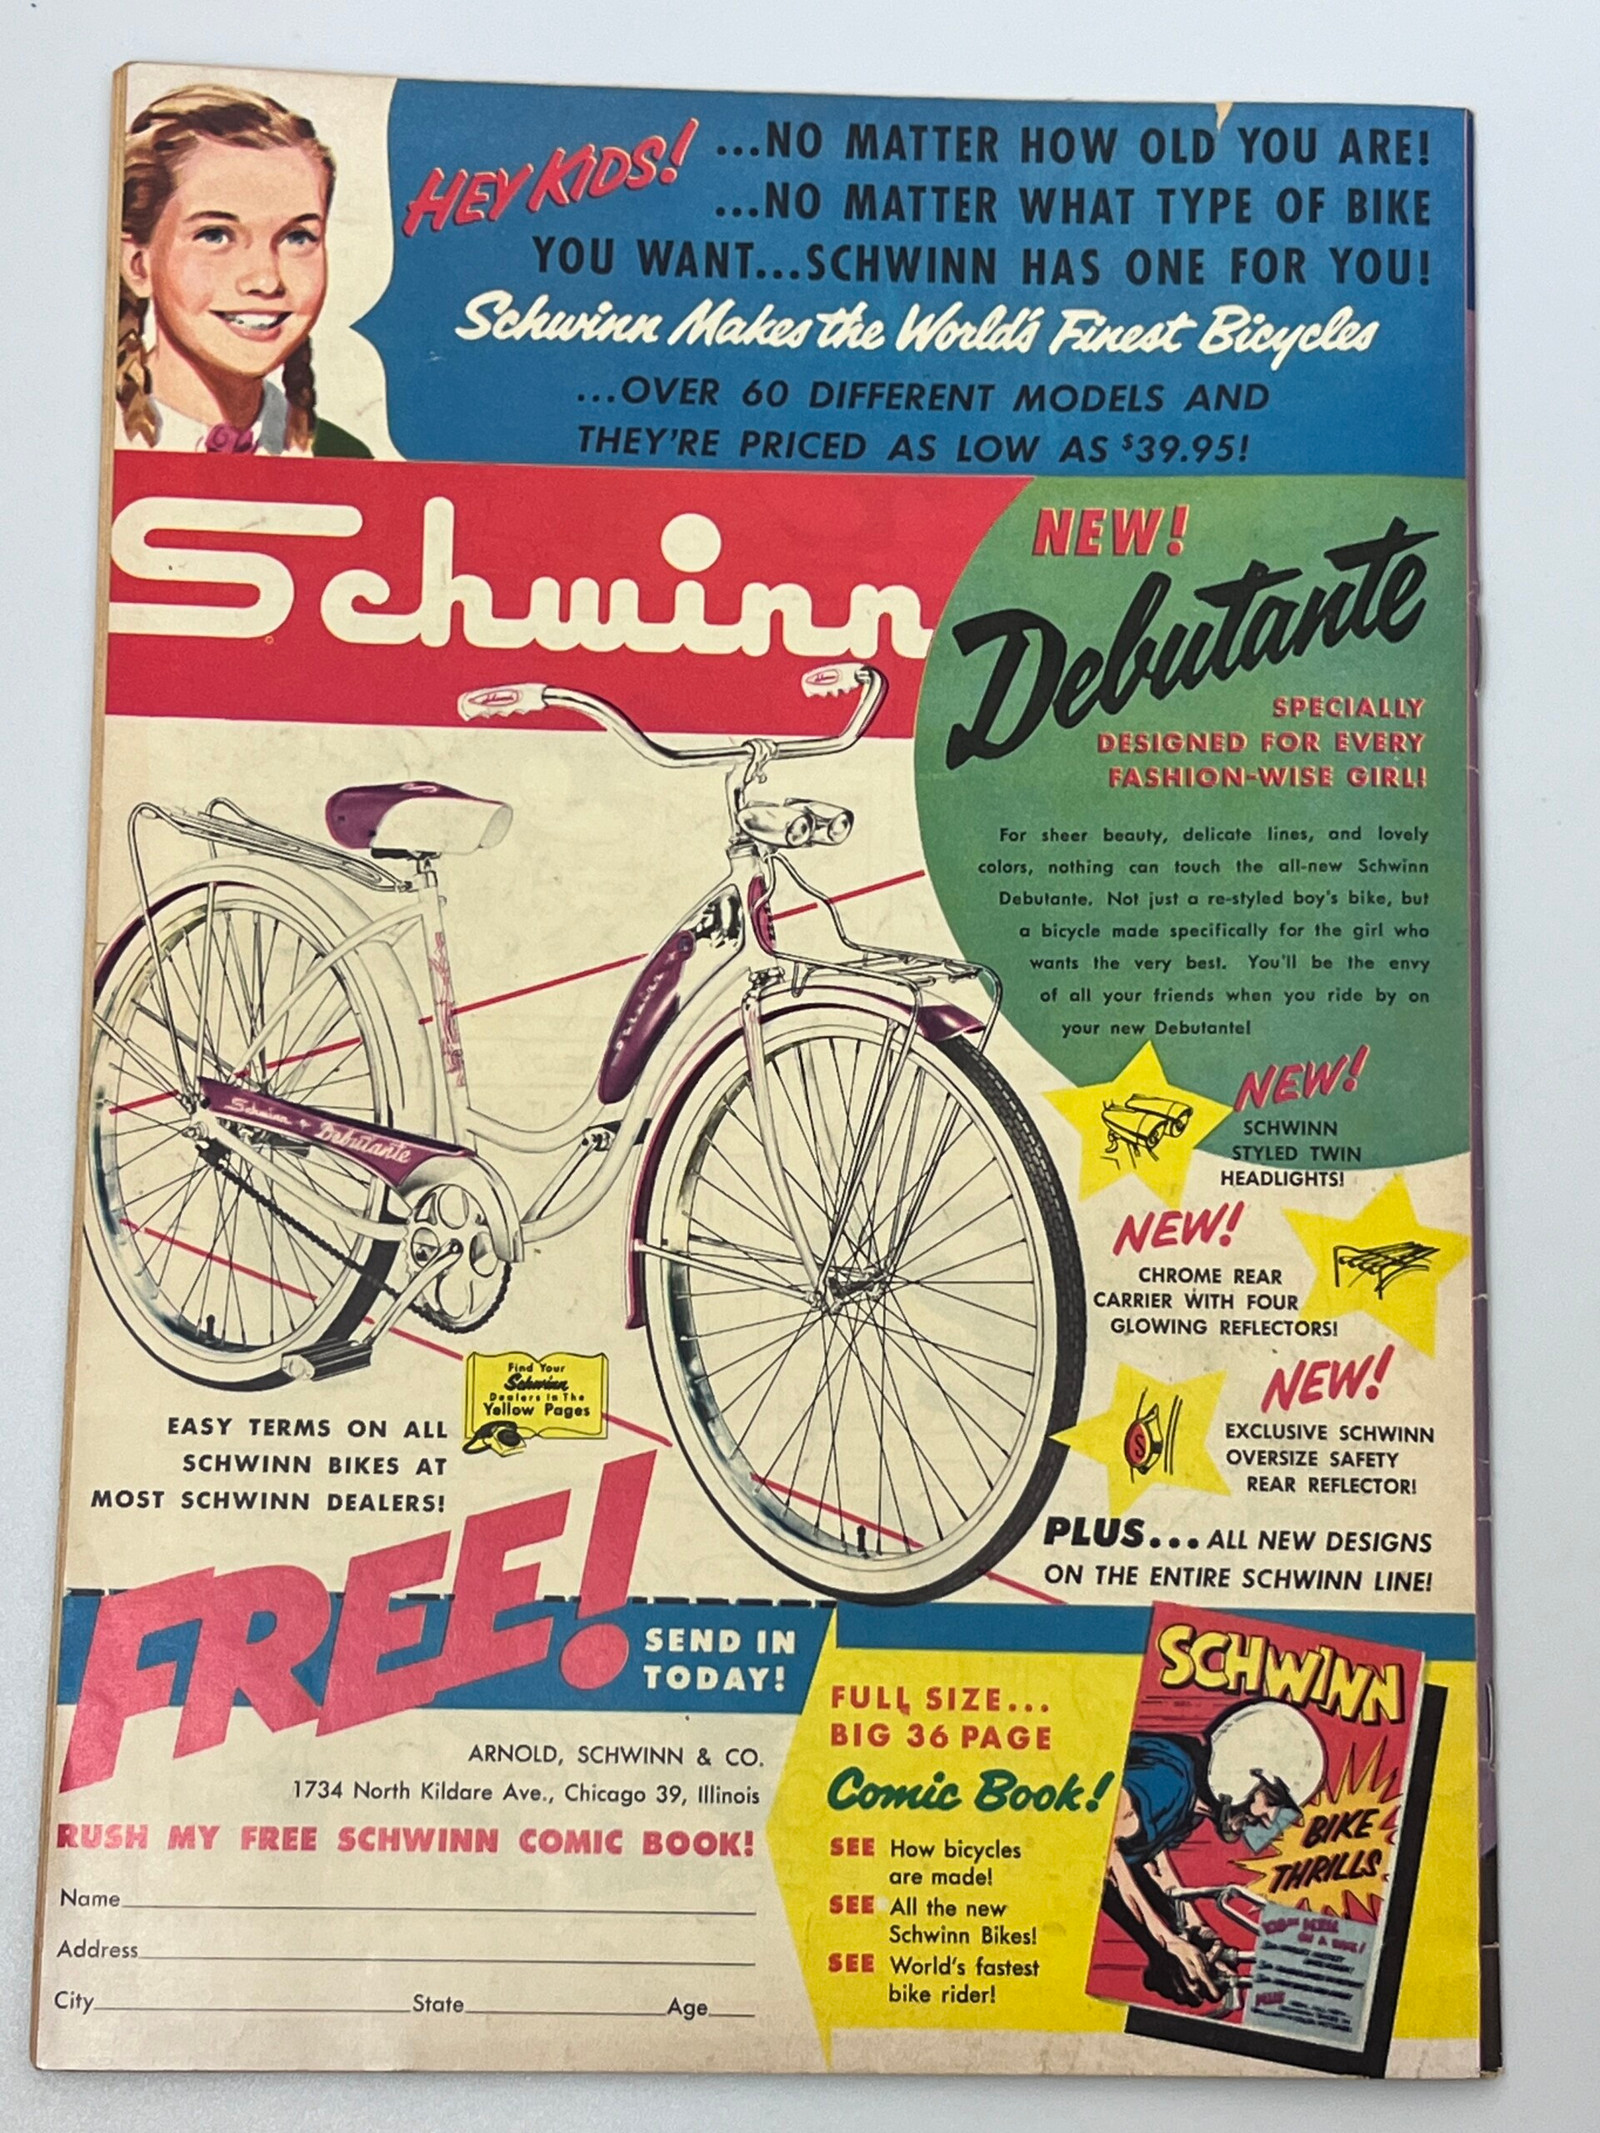 HEY KIDS!
...NO MATTER HOW OLD YOU ARE!
...NO MATTER WHAT TYPE OF BIKE
YOU WANT...SCHWINN HAS ONE FOR YOU!
Schwinn Makes the World's Finest Bicycles
...OVER 60 DIFFERENT MODELS AND
THEY'RE PRICED AS LOW AS $39.95!
Schwinn
NEW!
Debutante
SPECIALLY
DESIGNED FOR EVERY
FASHION-WISE GIRL!
For sheer beauty, delicate lines, and lovely
colors, nothing can touch the all-new Schwinn
Debutante. Not just a re-styled boy's bike, but
a bicycle made specifically for the girl who
wants the very best. You'll be the envy
of all your friends when you ride by on
your new Debutante!
Schwinn Debutante
NEW!
SCHWINN
STYLED TWIN
HEADLIGHTS!
NEW!
CHROME REAR
CARRIER WITH FOUR
GLOWING REFLECTORS!
NEW!
EXCLUSIVE SCHWINN
OVERSIZE SAFETY
REAR REFLECTOR!
S
PLUS... ALL NEW DESIGNS
ON THE ENTIRE SCHWINN LINE!
Find Your
Schwinn
Dealers In The
Yellow Pages
EASY TERMS ON ALL
SCHWINN BIKES AT
MOST SCHWINN DEALERS!
FREE!
SEND IN
TODAY!
ARNOLD, SCHWINN & CO.
1734 North Kildare Ave., Chicago 39, Illinois
RUSH MY FREE SCHWINN COMIC BOOK!
Name
Address
City State Age
FULL SIZE...
BIG 36 PAGE
Comic Book!
SEE How bicycles
are made!
SEE All the new
Schwinn Bikes!
SEE World's fastest
bike rider!
SCHWINN
BIKE
THRILLS